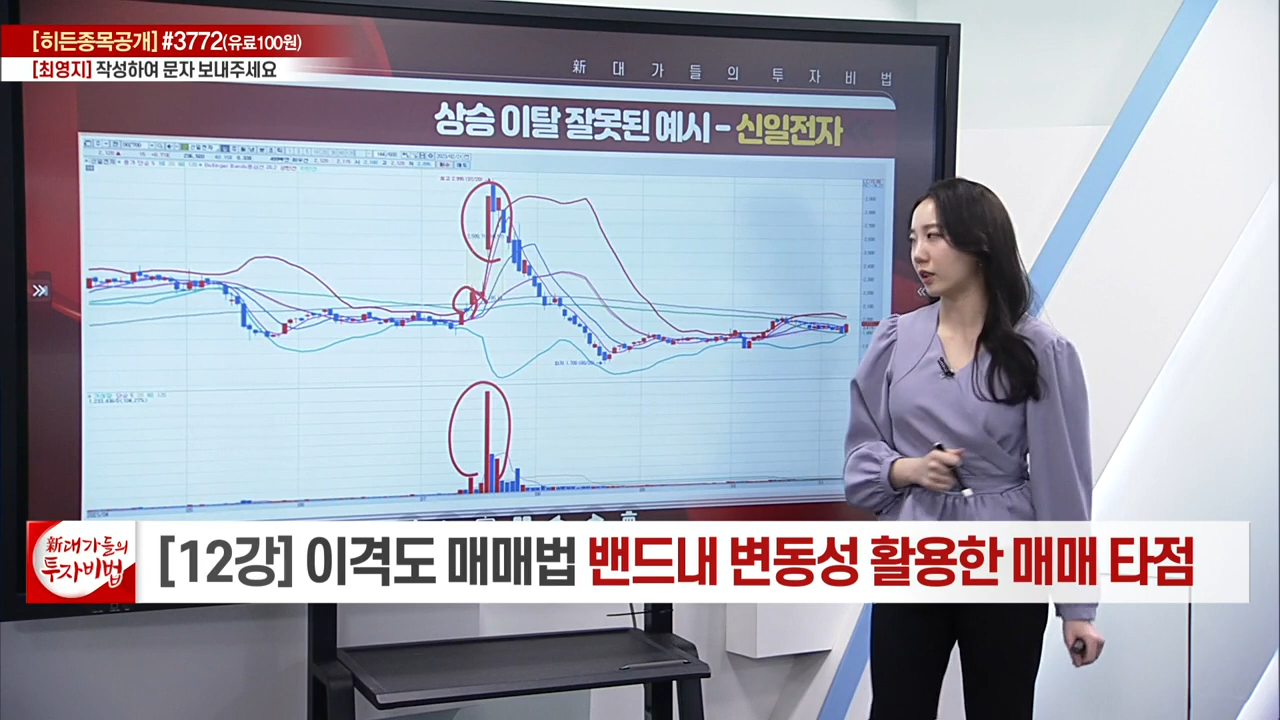 [히든종목공개] #3772(유료100원)
[최영지] 작성하여 문자 보내주세요
新 대 가 들 의 투 자 비 법
상승 이탈 잘못된 예시 - 신일전자
新대가들의
투자비법
[12강] 이격도 매매법 밴드내 변동성 활용한 매매 타점